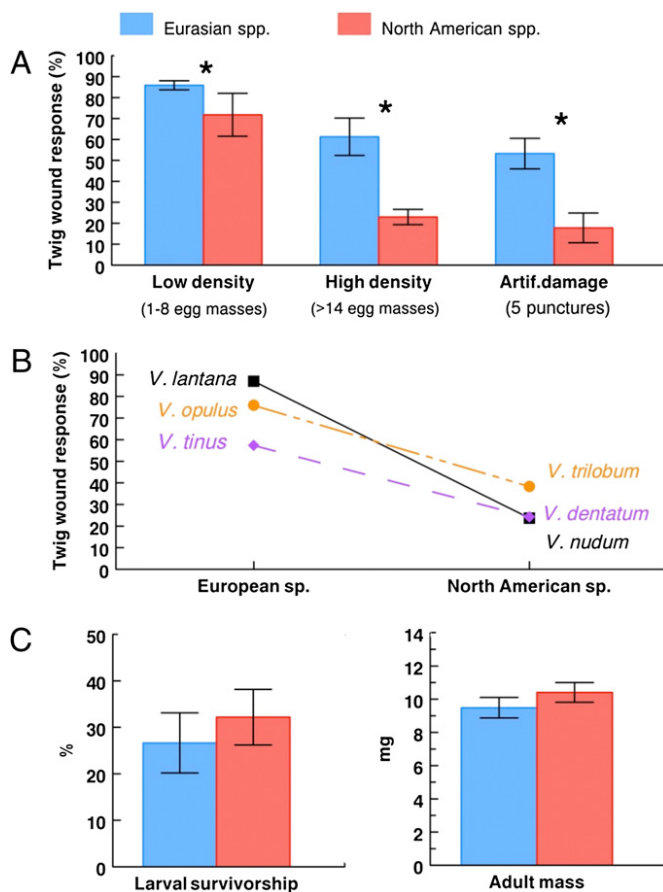 Eurasian spp. North American spp.
A
Twig wound response (%)
100
90
80
70
60
50
40
30
20
10
0
* * *
Low density High density Artif.damage
(1-8 egg masses) (>14 egg masses) (5 punctures)
B
Twig wound response (%)
100
90
80
70
60
50
40
30
20
10
0
V. lantana
V. opulus
V. tinus
V. trilobum
V. dentatum
V. nudum
European sp. North American sp.
C
%
50
40
30
20
10
0
Larval survivorship
mg
14
12
10
8
6
4
2
0
Adult mass